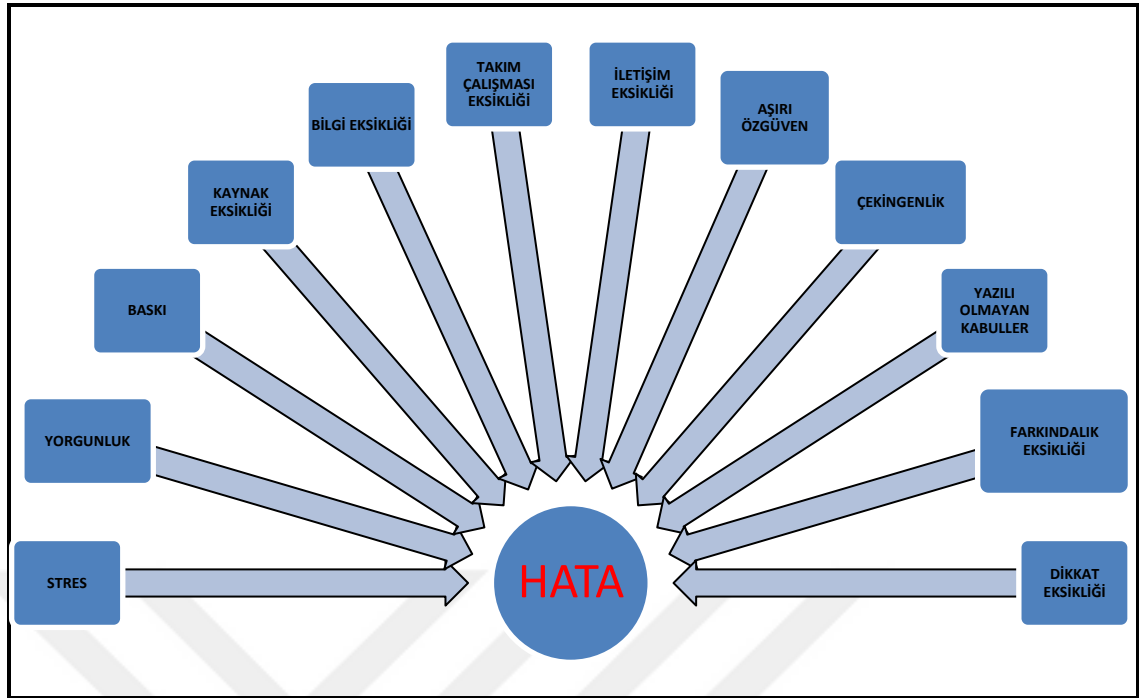 TAKIM
ÇALIŞMASI
EKSİKLİĞİ
İLETİŞİM
EKSİKLİĞİ
AŞIRI
ÖZGÜVEN
BİLGİ EKSİKLİĞİ
KAYNAK
EKSİKLİĞİ
ÇEKİNGENLİK
BASKI
YAZILI
OLMAYAN
KABULLER
YORGUNLUK
FARKINDALIK
EKSİKLİĞİ
STRES
HATA
DİKKAT
EKSİKLİĞİ